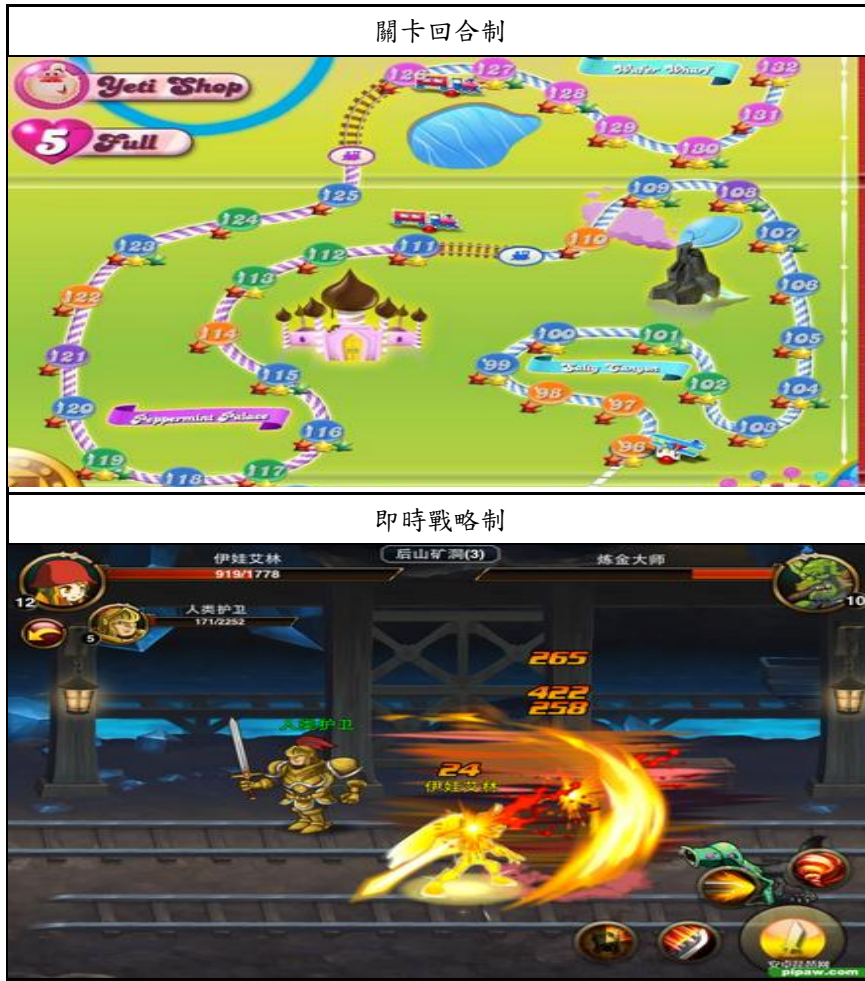 關卡回合制
Yeti Shop
5 Full
126 127 Wafer Wharf 132
128 131
129 130
125 109 108
124 107
123 112 111 110
113 106
122 114 100 101 105
121 99 Salty Canyon
115 98 97 102 104
120 Peppermint Palace 116 96 103
119 118 117
即時戰略制
伊娃艾林 后山矿洞(3) 炼金大师
919/1778
12 10
人类护卫
5 171/2252
265
422
258
人类护卫
24
伊娃艾林
pipaw.com